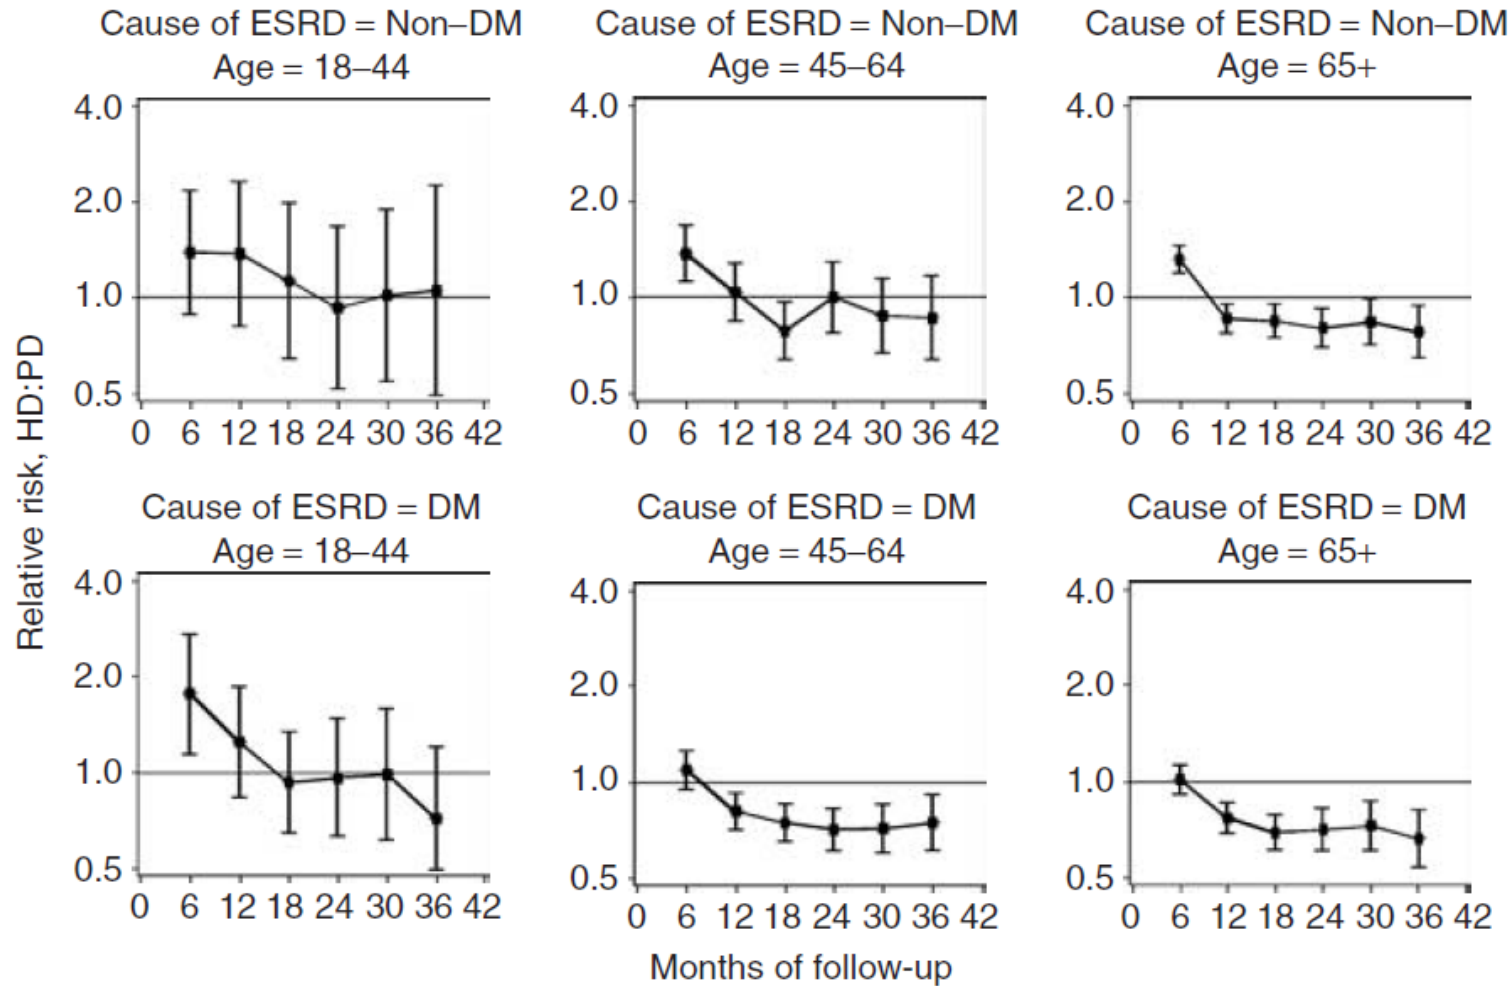 Cause of ESRD = Non–DM
Age = 18–44
4.0
2.0
1.0
0.5
0 6 12 18 24 30 36 42
Cause of ESRD = Non–DM
Age = 45–64
4.0
2.0
1.0
0.5
0 6 12 18 24 30 36 42
Cause of ESRD = Non–DM
Age = 65+
4.0
2.0
1.0
0.5
0 6 12 18 24 30 36 42
Relative risk, HD:PD
Cause of ESRD = DM
Age = 18–44
4.0
2.0
1.0
0.5
0 6 12 18 24 30 36 42
Cause of ESRD = DM
Age = 45–64
4.0
2.0
1.0
0.5
0 6 12 18 24 30 36 42
Cause of ESRD = DM
Age = 65+
4.0
2.0
1.0
0.5
0 6 12 18 24 30 36 42
Months of follow-up